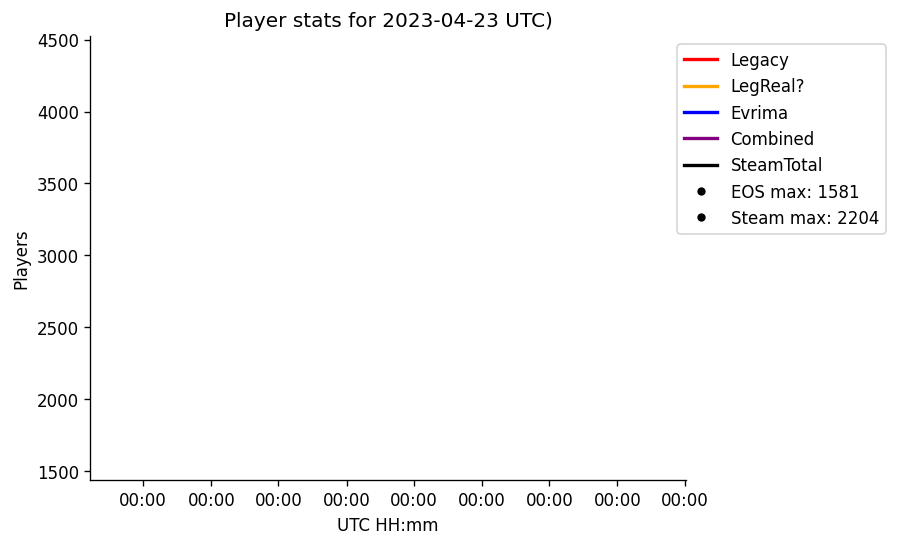 Player stats for 2023-04-23 UTC)
4500
4000
3500
3000
2500
2000
1500
Players
00:00 00:00 00:00 00:00 00:00 00:00 00:00 00:00 00:00
UTC HH:mm
Legacy
LegReal?
Evrima
Combined
SteamTotal
EOS max: 1581
Steam max: 2204